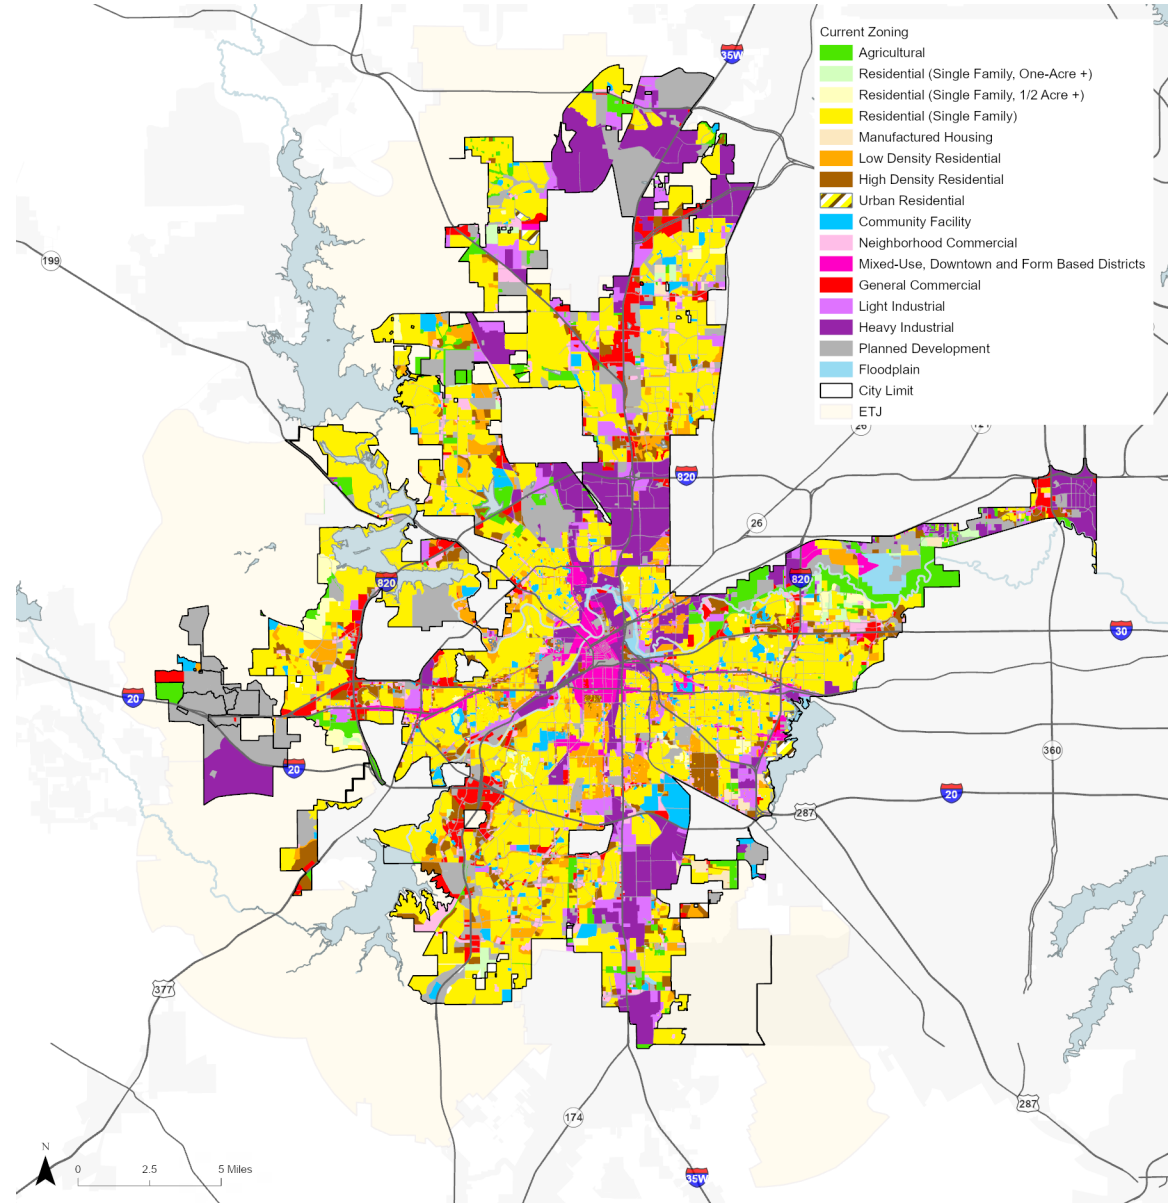 Current Zoning
Agricultural
Residential (Single Family, One-Acre +)
Residential (Single Family, 1/2 Acre +)
Residential (Single Family)
Manufactured Housing
Low Density Residential
High Density Residential
Urban Residential
Community Facility
Neighborhood Commercial
Mixed-Use, Downtown and Form Based Districts
General Commercial
Light Industrial
Heavy Industrial
Planned Development
Floodplain
City Limit
ETJ
35W
199
26
820
26
820
820
30
20
20
360
20
287
377
287
174
35W
N
0 2.5 5 Miles